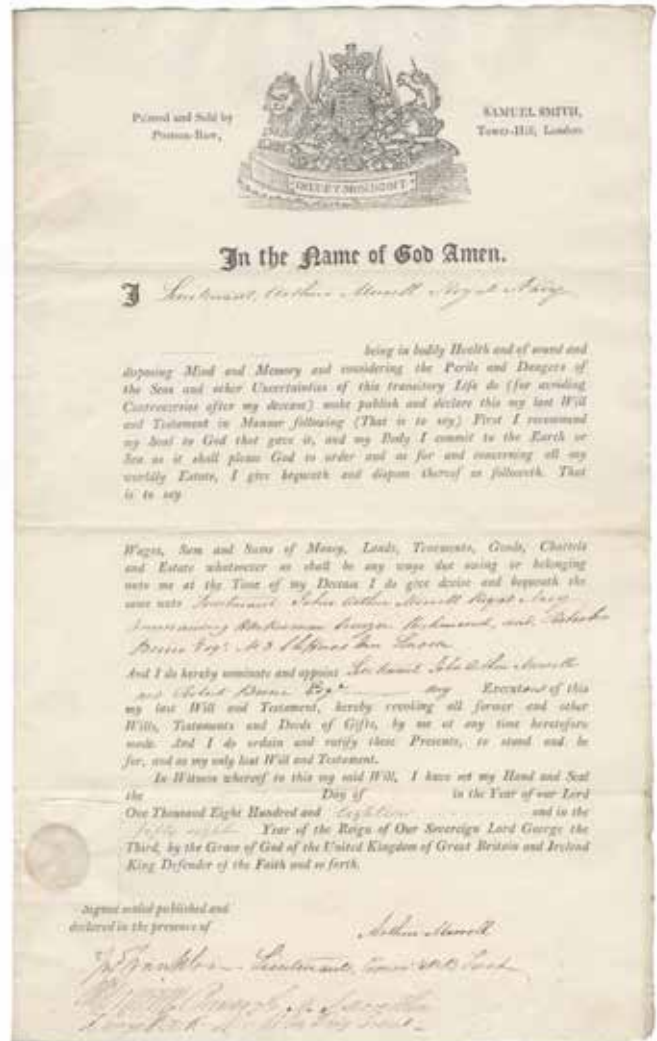 Printed and Sold by
Postern-Row,
SAMUEL SMITH,
Tower-Hill, London
DIEU ET MON DROIT
In the Name of God Amen.
I Lieutenant Arthur Morrell Royal Navy
being in bodily Health and of sound and
disposing Mind and Memory and considering the Perils and Dangers of
the Seas and other Uncertainties of this transitory Life do (for avoiding
Controversies after my decease) make publish and declare this my last Will
and Testament in Manner following (That is to say) First I recommend
my Soul to God that gave it, and my Body I commit to the Earth or
Sea as it shall please God to order and as for and concerning all my
worldly Estate, I give bequeath and dispose thereof as followeth. That
is to say
Wages, Sum and Sums of Money, Lands, Tenements, Goods, Chattels
and Estate whatsoever as shall be any ways due owing or belonging
unto me at the Time of my Decease I do give devise and bequeath the
same unto Lieutenant John Arthur Morrell Royal Navy
Commanding and
Esqr. Inn London
And I do hereby nominate and appoint Lieutenant John Arthur Morrell
and Esqre my Executors of this
my last Will and Testament, hereby revoking all former and other
Wills, Testaments and Deeds of Gifts, by me at any time heretofore
made. And I do ordain and ratify these Presents, to stand and be
for, and as my only last Will and Testament.
In Witness whereof to this my said Will, I have set my Hand and Seal
the Day of in the Year of our Lord
One Thousand Eight Hundred and eighteen and in the
fifty eight Year of the Reign of Our Sovereign Lord George the
Third, by the Grace of God of the United Kingdom of Great Britain and Ireland
King Defender of the Faith and so forth.
Signed sealed published and
declared in the presence of
Arthur Morrell
Jn Franklin Lieutenant